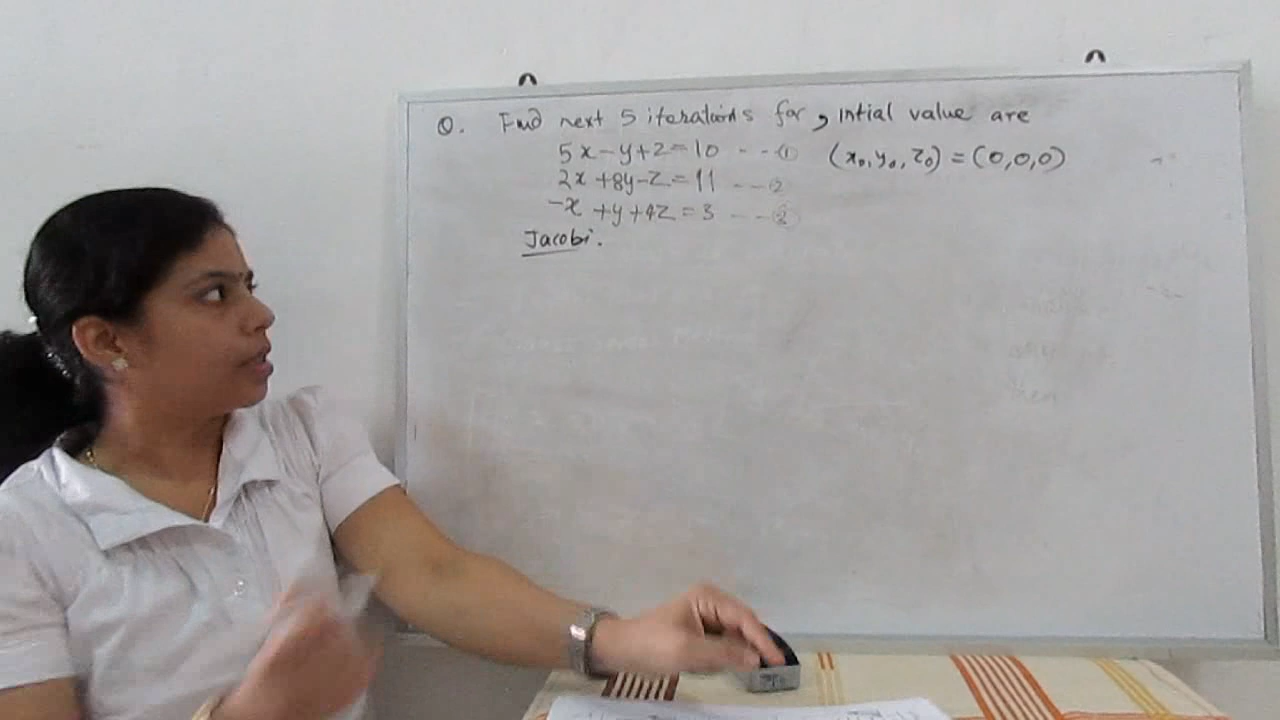 Q. Find next 5 iterations for, intial value are
5x-y+z=10 - - - ① (x₀,y₀,z₀) = (0,0,0)
2x+8y-z=11 - - - ②
-x+y+4z=3 - - - ③
Jacobi.